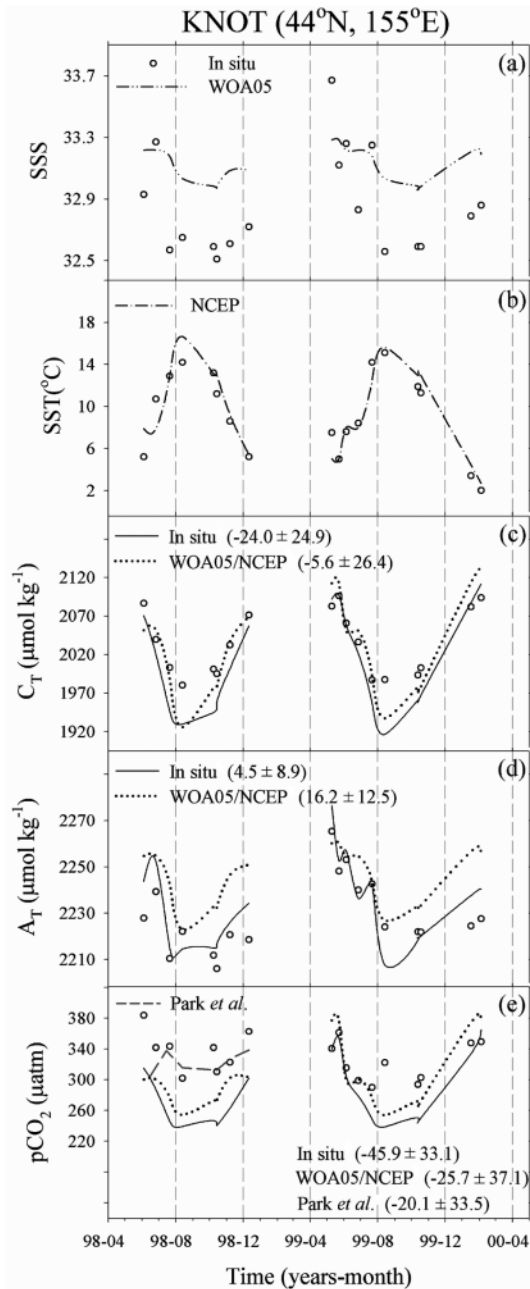 KNOT (44°N, 155°E)
(a)
In situ
WOA05
33.7
33.3
32.9
32.5
SSS
(b)
NCEP
18
14
10
6
2
SST(°C)
(c)
In situ (-24.0 ± 24.9)
WOA05/NCEP (-5.6 ± 26.4)
2120
2070
2020
1970
1920
C_T (μmol kg⁻¹)
(d)
In situ (4.5 ± 8.9)
WOA05/NCEP (16.2 ± 12.5)
2270
2250
2230
2210
A_T (μmol kg⁻¹)
(e)
Park et al.
380
340
300
260
220
pCO₂ (μatm)
In situ (-45.9 ± 33.1)
WOA05/NCEP (-25.7 ± 37.1)
Park et al. (-20.1 ± 33.5)
98-04 98-08 98-12 99-04 99-08 99-12 00-04
Time (years-month)